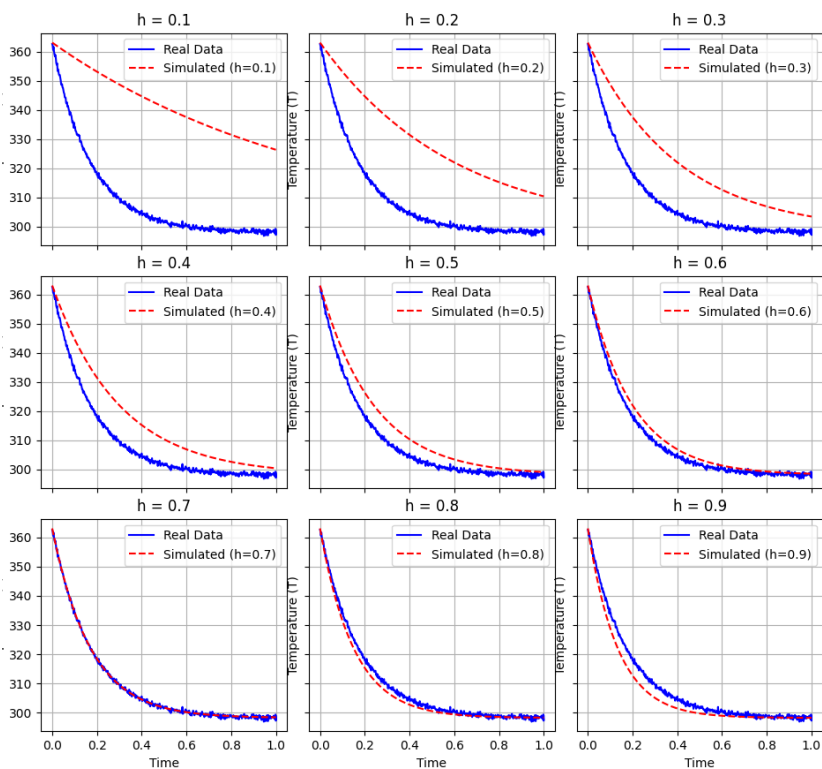 h = 0.1
h = 0.2
h = 0.3
360
350
340
330
320
310
300
Real Data
Simulated (h=0.1)
Temperature (T)
Real Data
Simulated (h=0.2)
Temperature (T)
Real Data
Simulated (h=0.3)
h = 0.4
h = 0.5
h = 0.6
360
350
340
330
320
310
300
Real Data
Simulated (h=0.4)
Temperature (T)
Real Data
Simulated (h=0.5)
Temperature (T)
Real Data
Simulated (h=0.6)
h = 0.7
h = 0.8
h = 0.9
360
350
340
330
320
310
300
Real Data
Simulated (h=0.7)
Temperature (T)
Real Data
Simulated (h=0.8)
Temperature (T)
Real Data
Simulated (h=0.9)
0.0 0.2 0.4 0.6 0.8 1.0
0.0 0.2 0.4 0.6 0.8 1.0
0.0 0.2 0.4 0.6 0.8 1.0
Time
Time
Time